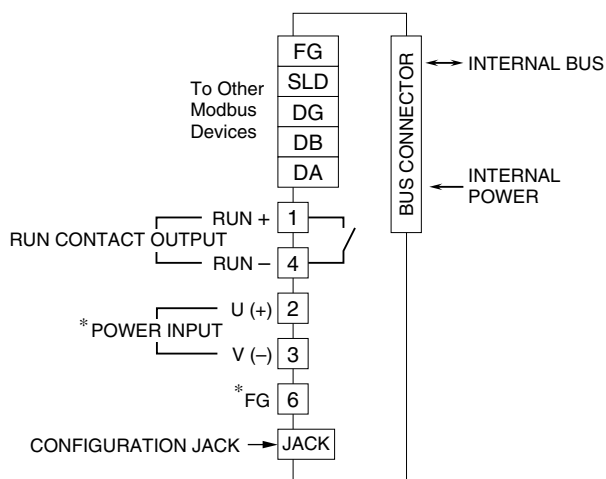 FG
SLD
DG
DB
DA
To Other
Modbus
Devices
BUS CONNECTOR
INTERNAL BUS
INTERNAL
POWER
RUN CONTACT OUTPUT
RUN +
1
RUN –
4
*POWER INPUT
U (+)
2
V (–)
3
*FG
6
CONFIGURATION JACK
JACK